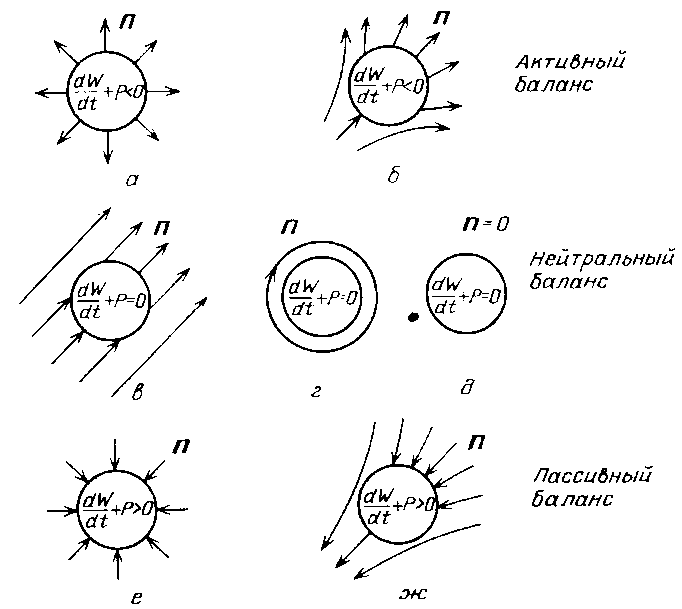 П
dW/dt + P<0
а
П
dW/dt + P<0
б
Активный
баланс
П
dW/dt + P=0
в
П
dW/dt + P=0
г
П = 0
dW/dt + P=0
д
Нейтральный
баланс
П
dW/dt + P>0
е
П
dW/dt + P>0
ж
Пассивный
баланс